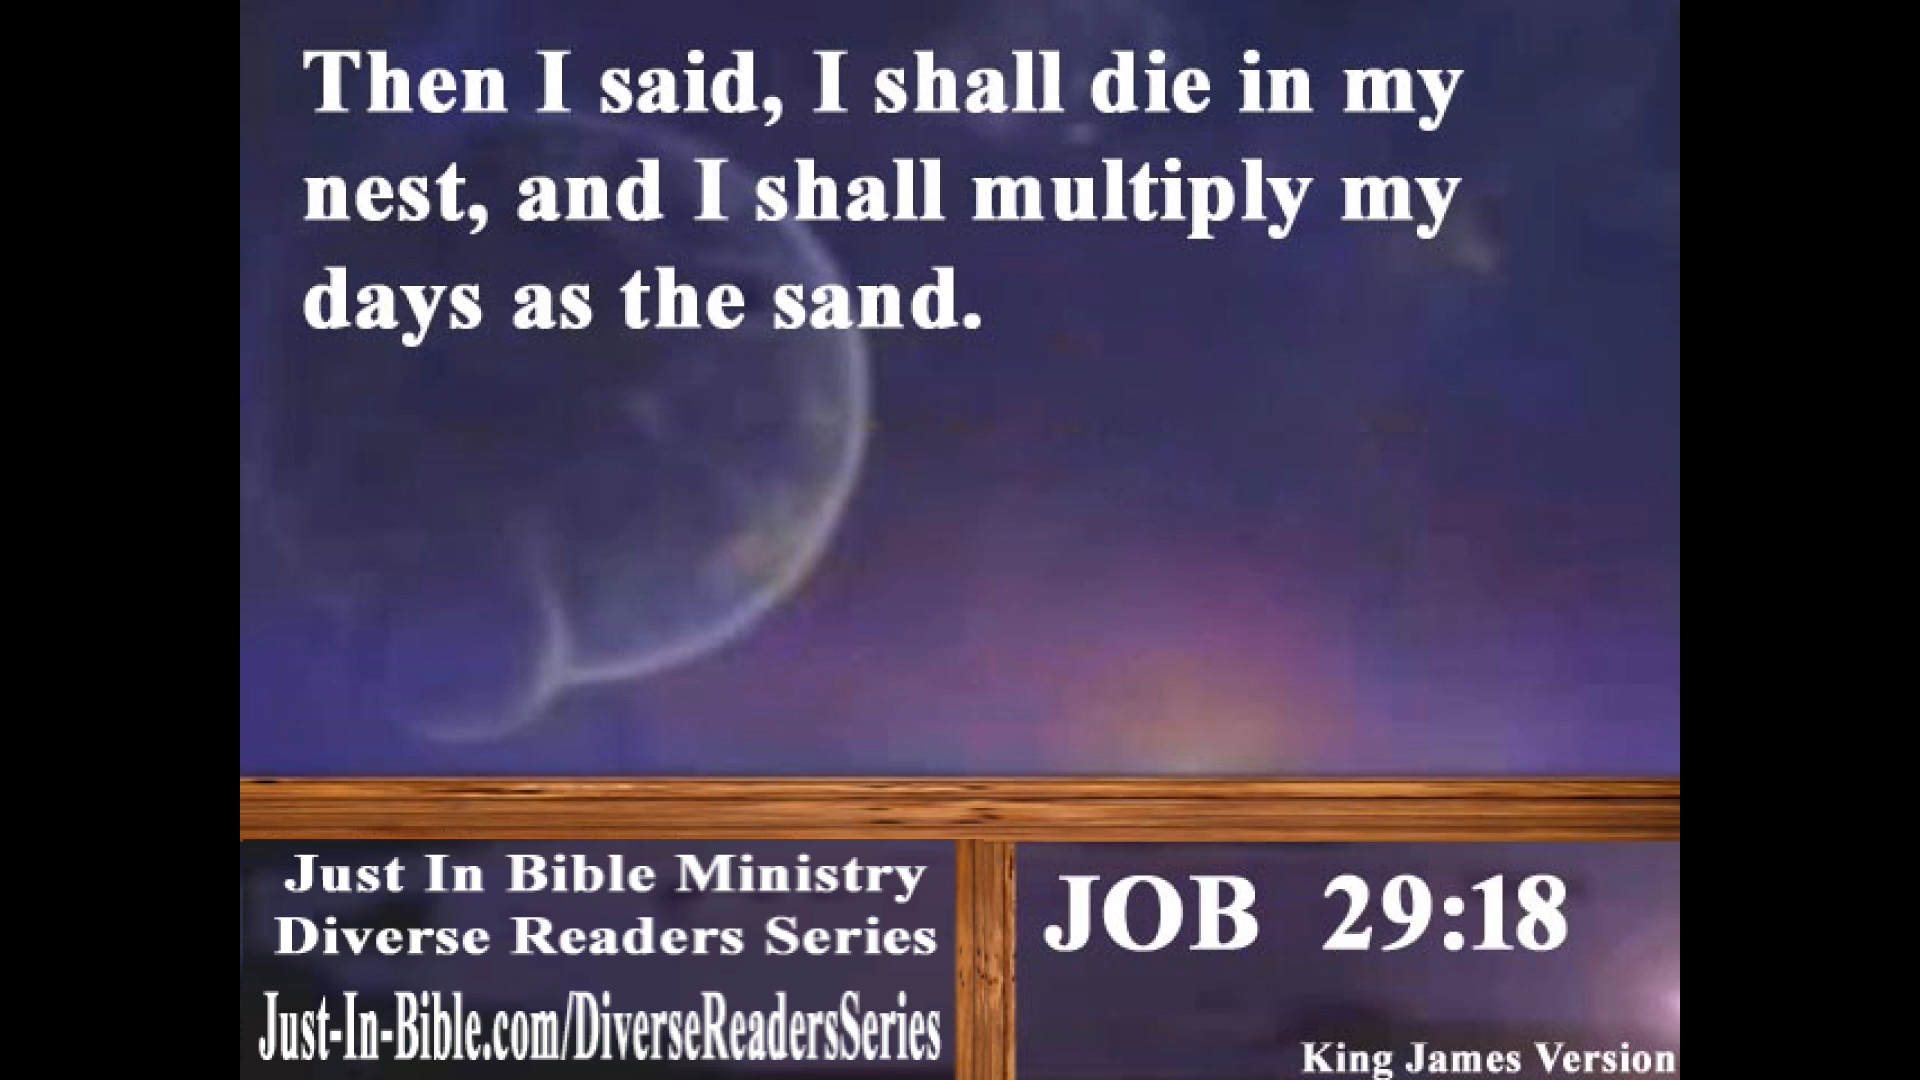 Then I said, I shall die in my
nest, and I shall multiply my
days as the sand.
Just In Bible Ministry
Diverse Readers Series
Just-In-Bible.com/DiverseReadersSeries
JOB 29:18
King James Version